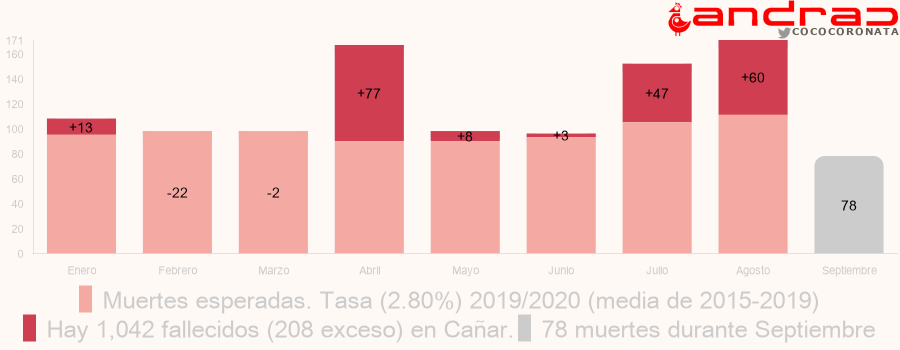 andrab
COCOCORONATA
171
160
140
120
100
80
60
40
20
0
+13
-22
-2
+77
+8
+3
+47
+60
78
Enero
Febrero
Marzo
Abril
Mayo
Junio
Julio
Agosto
Septiembre
Muertes esperadas. Tasa (2.80%) 2019/2020 (media de 2015-2019)
Hay 1,042 fallecidos (208 exceso) en Cañar. 78 muertes durante Septiembre